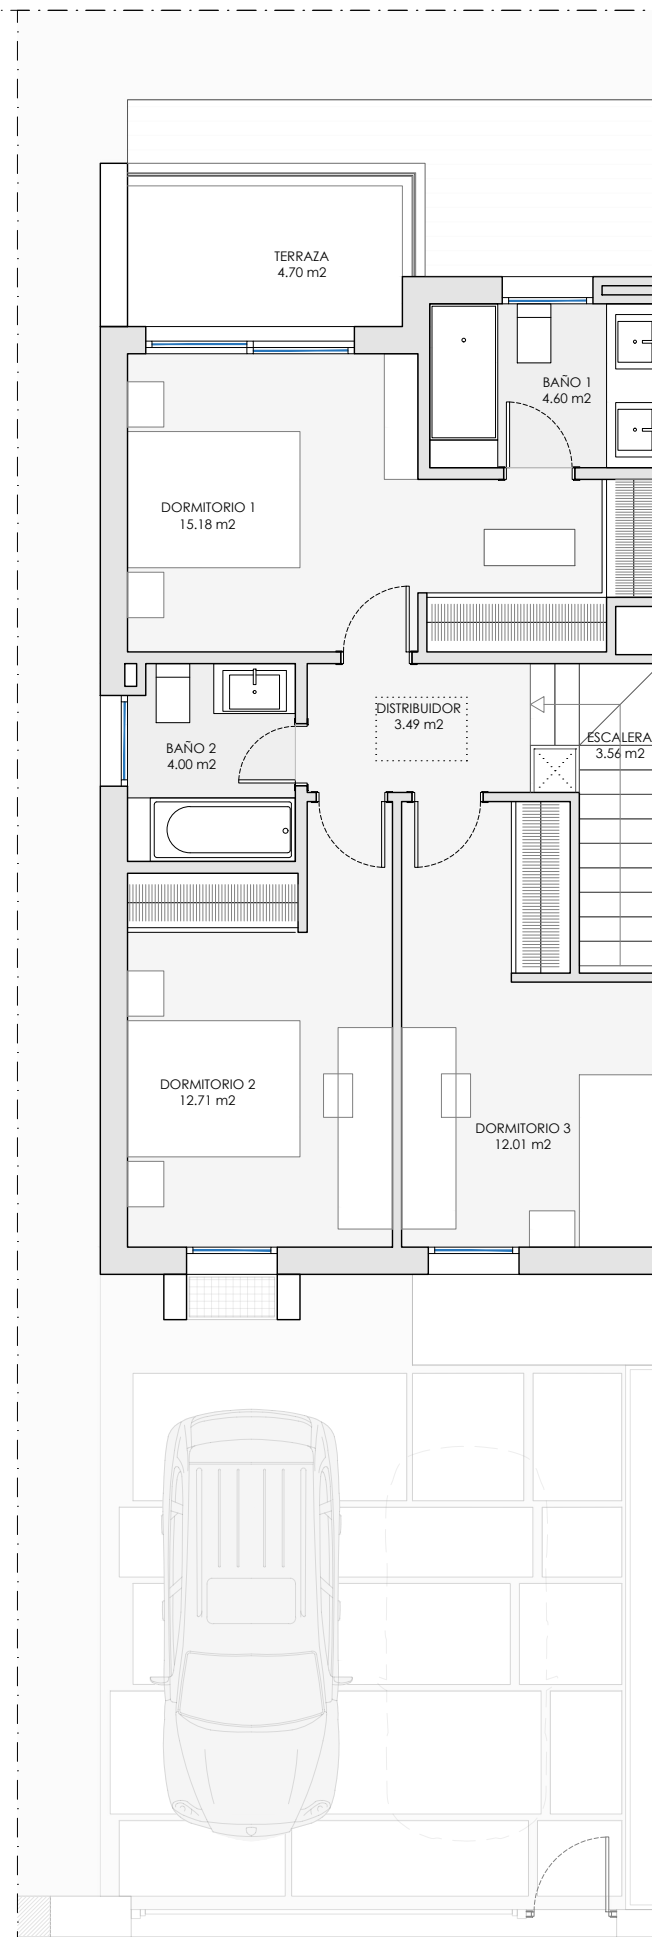 TERRAZA
4.70 m2
BAÑO 1
4.60 m2
DORMITORIO 1
15.18 m2
DISTRIBUIDOR
3.49 m2
ESCALERA
3.56 m2
BAÑO 2
4.00 m2
DORMITORIO 2
12.71 m2
DORMITORIO 3
12.01 m2